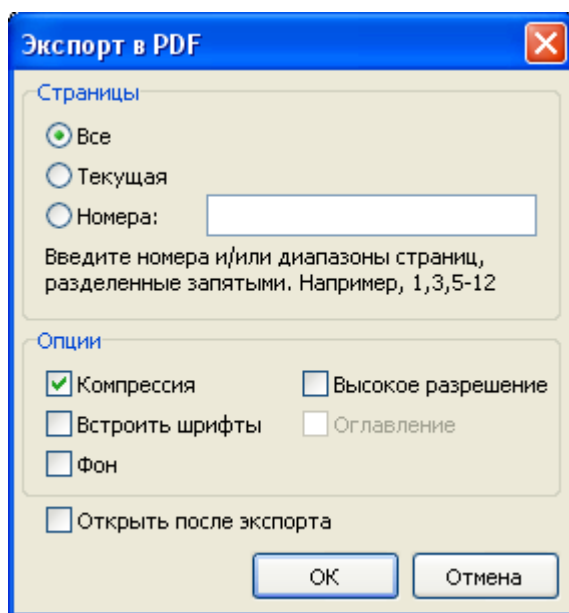 Экспорт в PDF
Страницы
Все
Текущая
Номера:
Введите номера и/или диапазоны страниц,
разделенные запятыми. Например, 1,3,5-12
Опции
Компрессия
Высокое разрешение
Встроить шрифты
Оглавление
Фон
Открыть после экспорта
ОК
Отмена